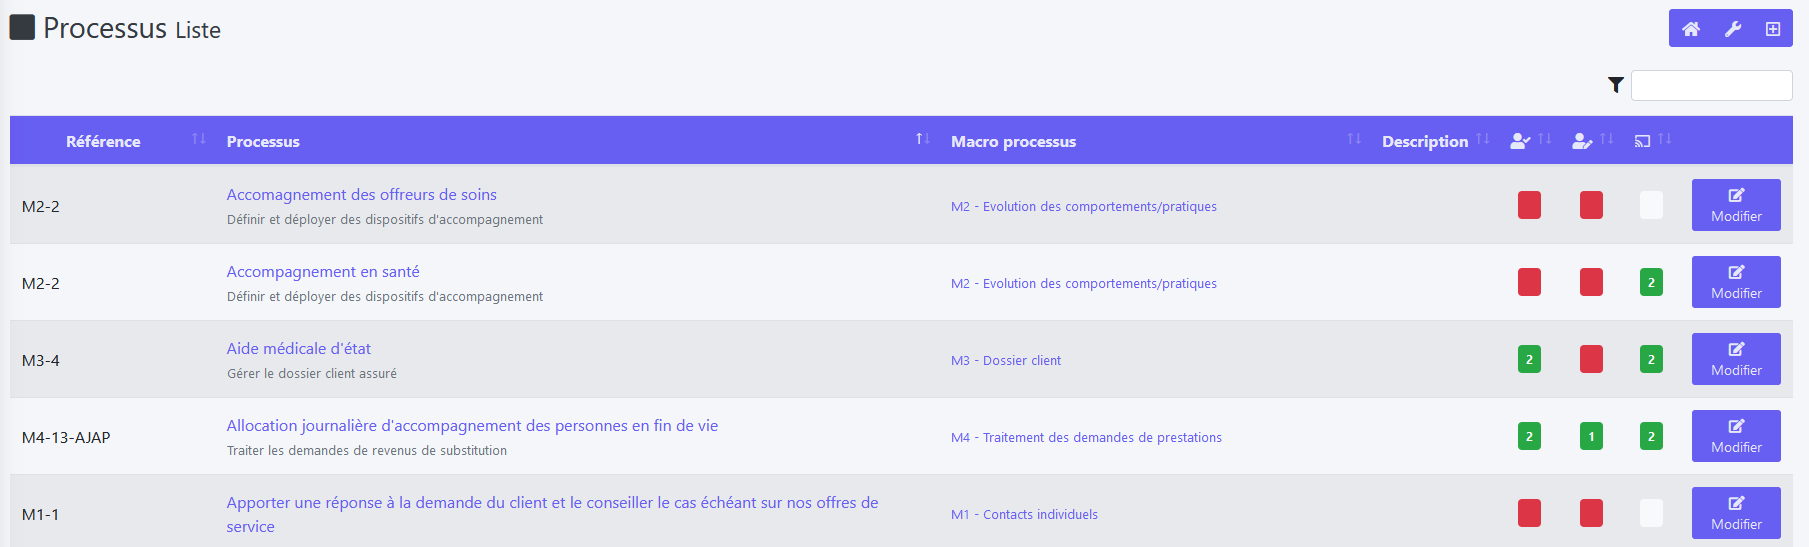 Processus Liste
Référence Processus Macro processus Description
M2-2 Accomagnement des offreurs de soins
Définir et déployer des dispositifs d'accompagnement
M2 - Evolution des comportements/pratiques
Modifier
M2-2 Accompagnement en santé
Définir et déployer des dispositifs d'accompagnement
M2 - Evolution des comportements/pratiques
2
Modifier
M3-4 Aide médicale d'état
Gérer le dossier client assuré
M3 - Dossier client
2 2
Modifier
M4-13-AJAP Allocation journalière d'accompagnement des personnes en fin de vie
Traiter les demandes de revenus de substitution
M4 - Traitement des demandes de prestations
2 1 2
Modifier
M1-1 Apporter une réponse à la demande du client et le conseiller le cas échéant sur nos offres de
service
M1 - Contacts individuels
Modifier